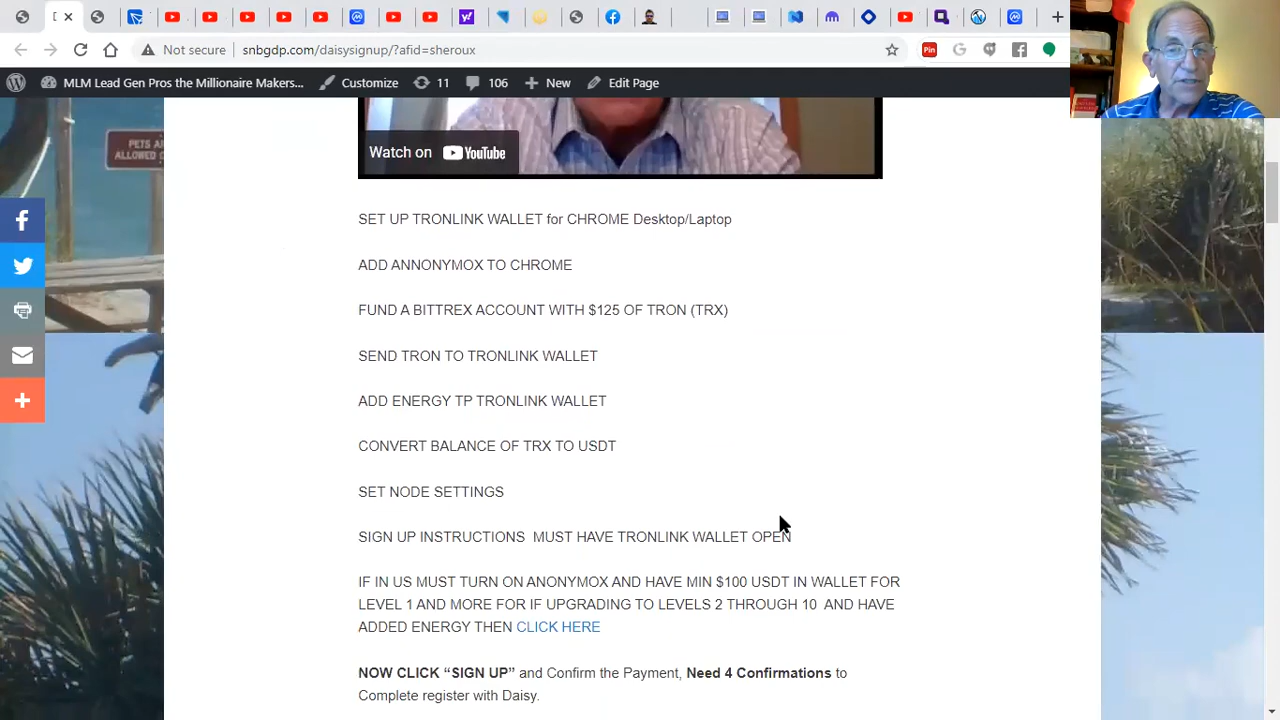 Not secure
snbgdp.com/daisysignup/?afid=sheroux
Pin
MLM Lead Gen Pros the Millionaire Makers...
Customize
11
106
New
Edit Page
PETS
ALLOWED
Watch on YouTube
SET UP TRONLINK WALLET for CHROME Desktop/Laptop
ADD ANNONYMOX TO CHROME
FUND A BITTREX ACCOUNT WITH $125 OF TRON (TRX)
SEND TRON TO TRONLINK WALLET
ADD ENERGY TP TRONLINK WALLET
CONVERT BALANCE OF TRX TO USDT
SET NODE SETTINGS
SIGN UP INSTRUCTIONS MUST HAVE TRONLINK WALLET OPEN
IF IN US MUST TURN ON ANONYMOX AND HAVE MIN $100 USDT IN WALLET FOR
LEVEL 1 AND MORE FOR IF UPGRADING TO LEVELS 2 THROUGH 10 AND HAVE
ADDED ENERGY THEN CLICK HERE
NOW CLICK “SIGN UP” and Confirm the Payment, Need 4 Confirmations to
Complete register with Daisy.